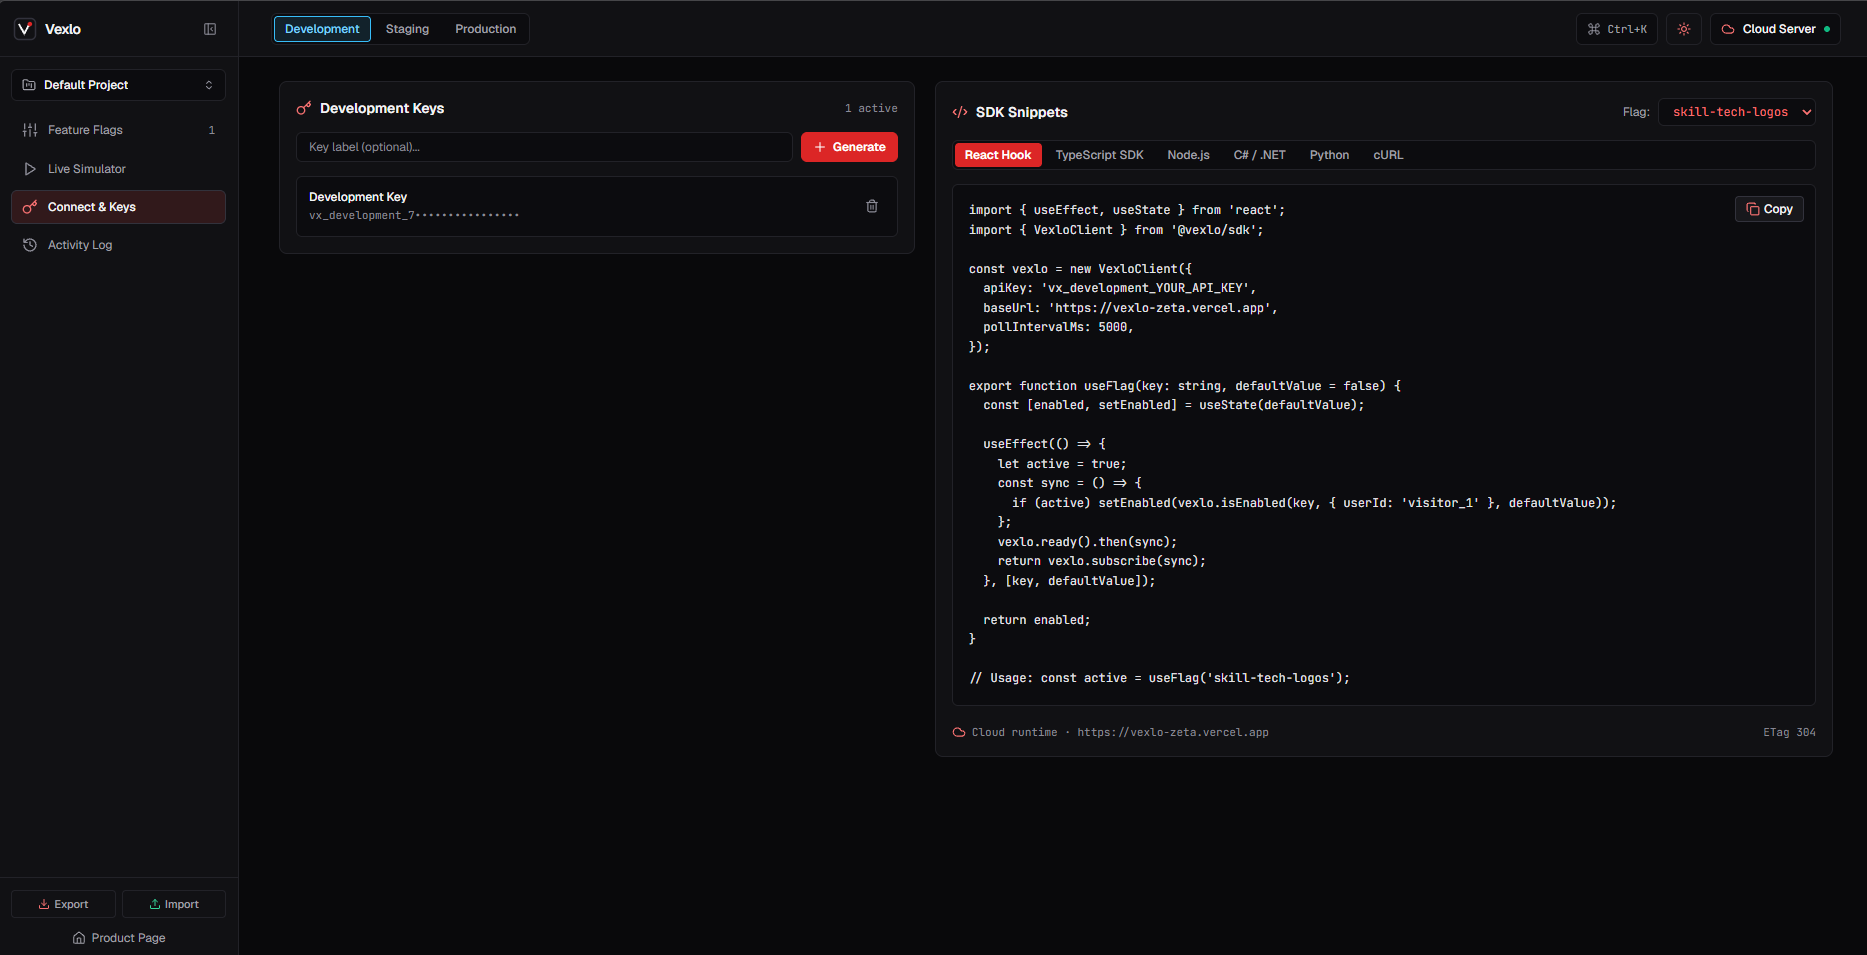 Vexlo
Development
Staging
Production
Ctrl+K
Cloud Server
Default Project
Feature Flags 1
Live Simulator
Connect & Keys
Activity Log
Development Keys
1 active
Key label (optional)...
Generate
Development Key
vx_development_7••••••••••••••••
SDK Snippets
Flag: skill-tech-logos
React Hook
TypeScript SDK
Node.js
C# / .NET
Python
cURL
Copy
import { useEffect, useState } from 'react';
import { VexloClient } from '@vexlo/sdk';
const vexlo = new VexloClient({
  apiKey: 'vx_development_YOUR_API_KEY',
  baseUrl: 'https://vexlo-zeta.vercel.app',
  pollIntervalMs: 5000,
});
export function useFlag(key: string, defaultValue = false) {
  const [enabled, setEnabled] = useState(defaultValue);
  useEffect(() => {
    let active = true;
    const sync = () => {
      if (active) setEnabled(vexlo.isEnabled(key, { userId: 'visitor_1' }, defaultValue));
    };
    vexlo.ready().then(sync);
    return vexlo.subscribe(sync);
  }, [key, defaultValue]);
  return enabled;
}
// Usage: const active = useFlag('skill-tech-logos');
Cloud runtime · https://vexlo-zeta.vercel.app
ETag 304
Export
Import
Product Page